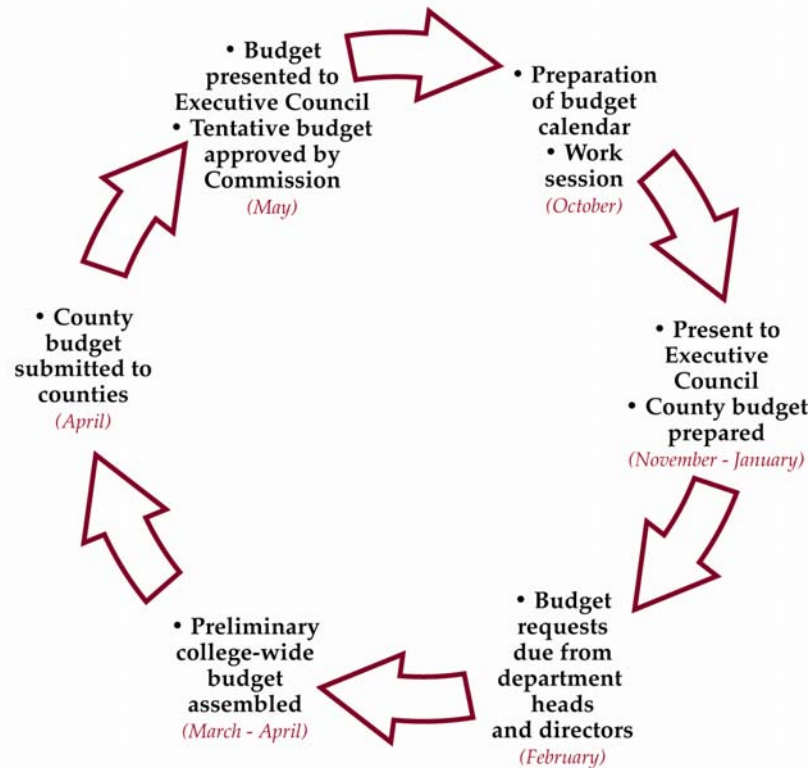 • Budget
presented to
Executive Council
• Tentative budget
approved by
Commission
(May)
• Preparation
of budget
calendar
• Work
session
(October)
• Present to
Executive
Council
• County budget
prepared
(November - January)
• Budget
requests
due from
department
heads
and directors
(February)
• Preliminary
college-wide
budget
assembled
(March - April)
• County
budget
submitted to
counties
(April)